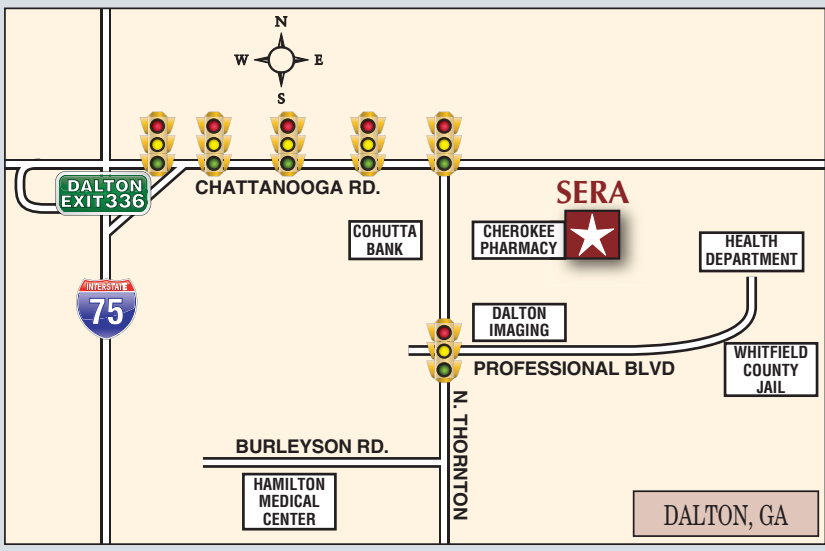 N
W
E
S
DALTON
EXIT336
CHATTANOOGA RD.
SERA
COHUTTA
BANK
CHEROKEE
PHARMACY
HEALTH
DEPARTMENT
INTERSTATE
75
DALTON
IMAGING
PROFESSIONAL BLVD
WHITFIELD
COUNTY
JAIL
N. THORNTON
BURLEYSON RD.
HAMILTON
MEDICAL
CENTER
DALTON, GA